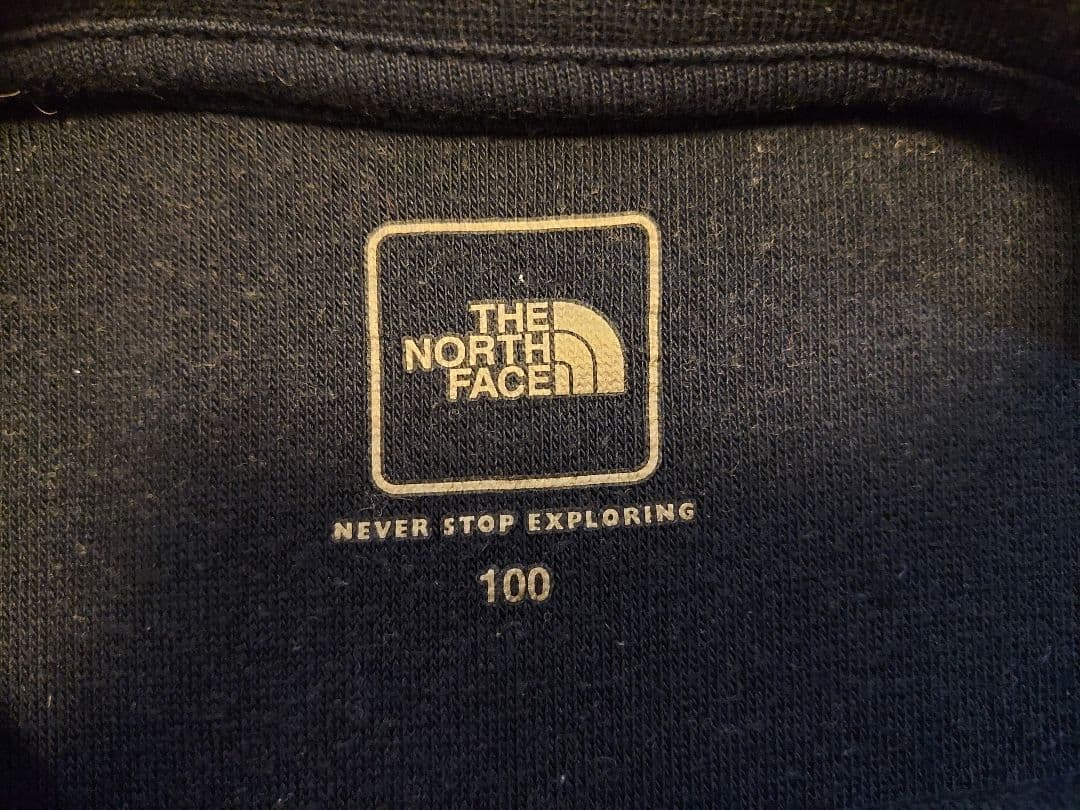 THE
NORTH
FACE
NEVER STOP EXPLORING
100